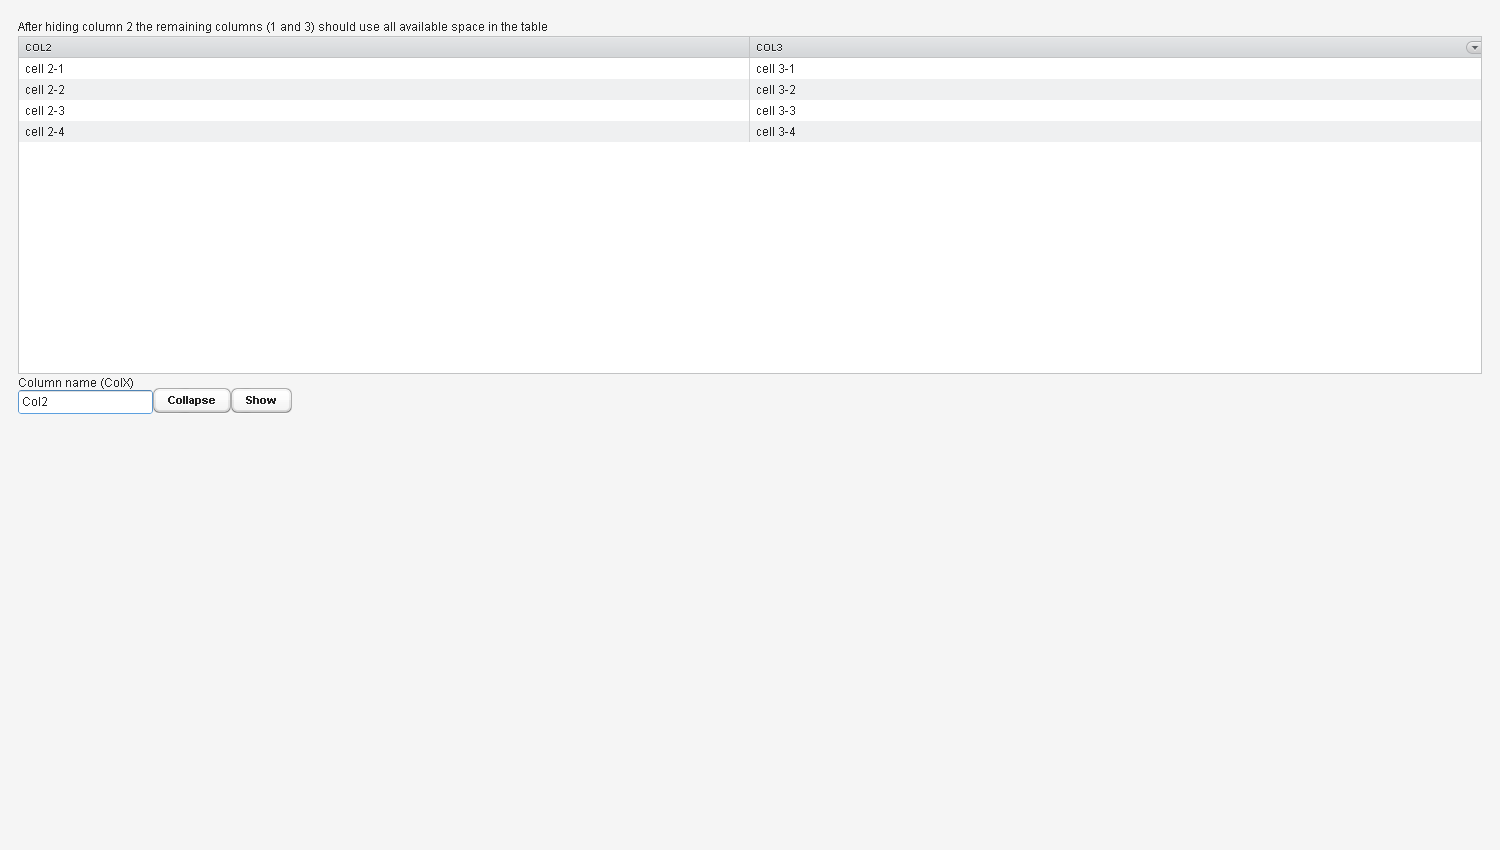 After hiding column 2 the remaining columns (1 and 3) should use all available space in the table
COL2 COL3
cell 2-1 cell 3-1
cell 2-2 cell 3-2
cell 2-3 cell 3-3
cell 2-4 cell 3-4
Column name (ColX)
Col2 Collapse Show